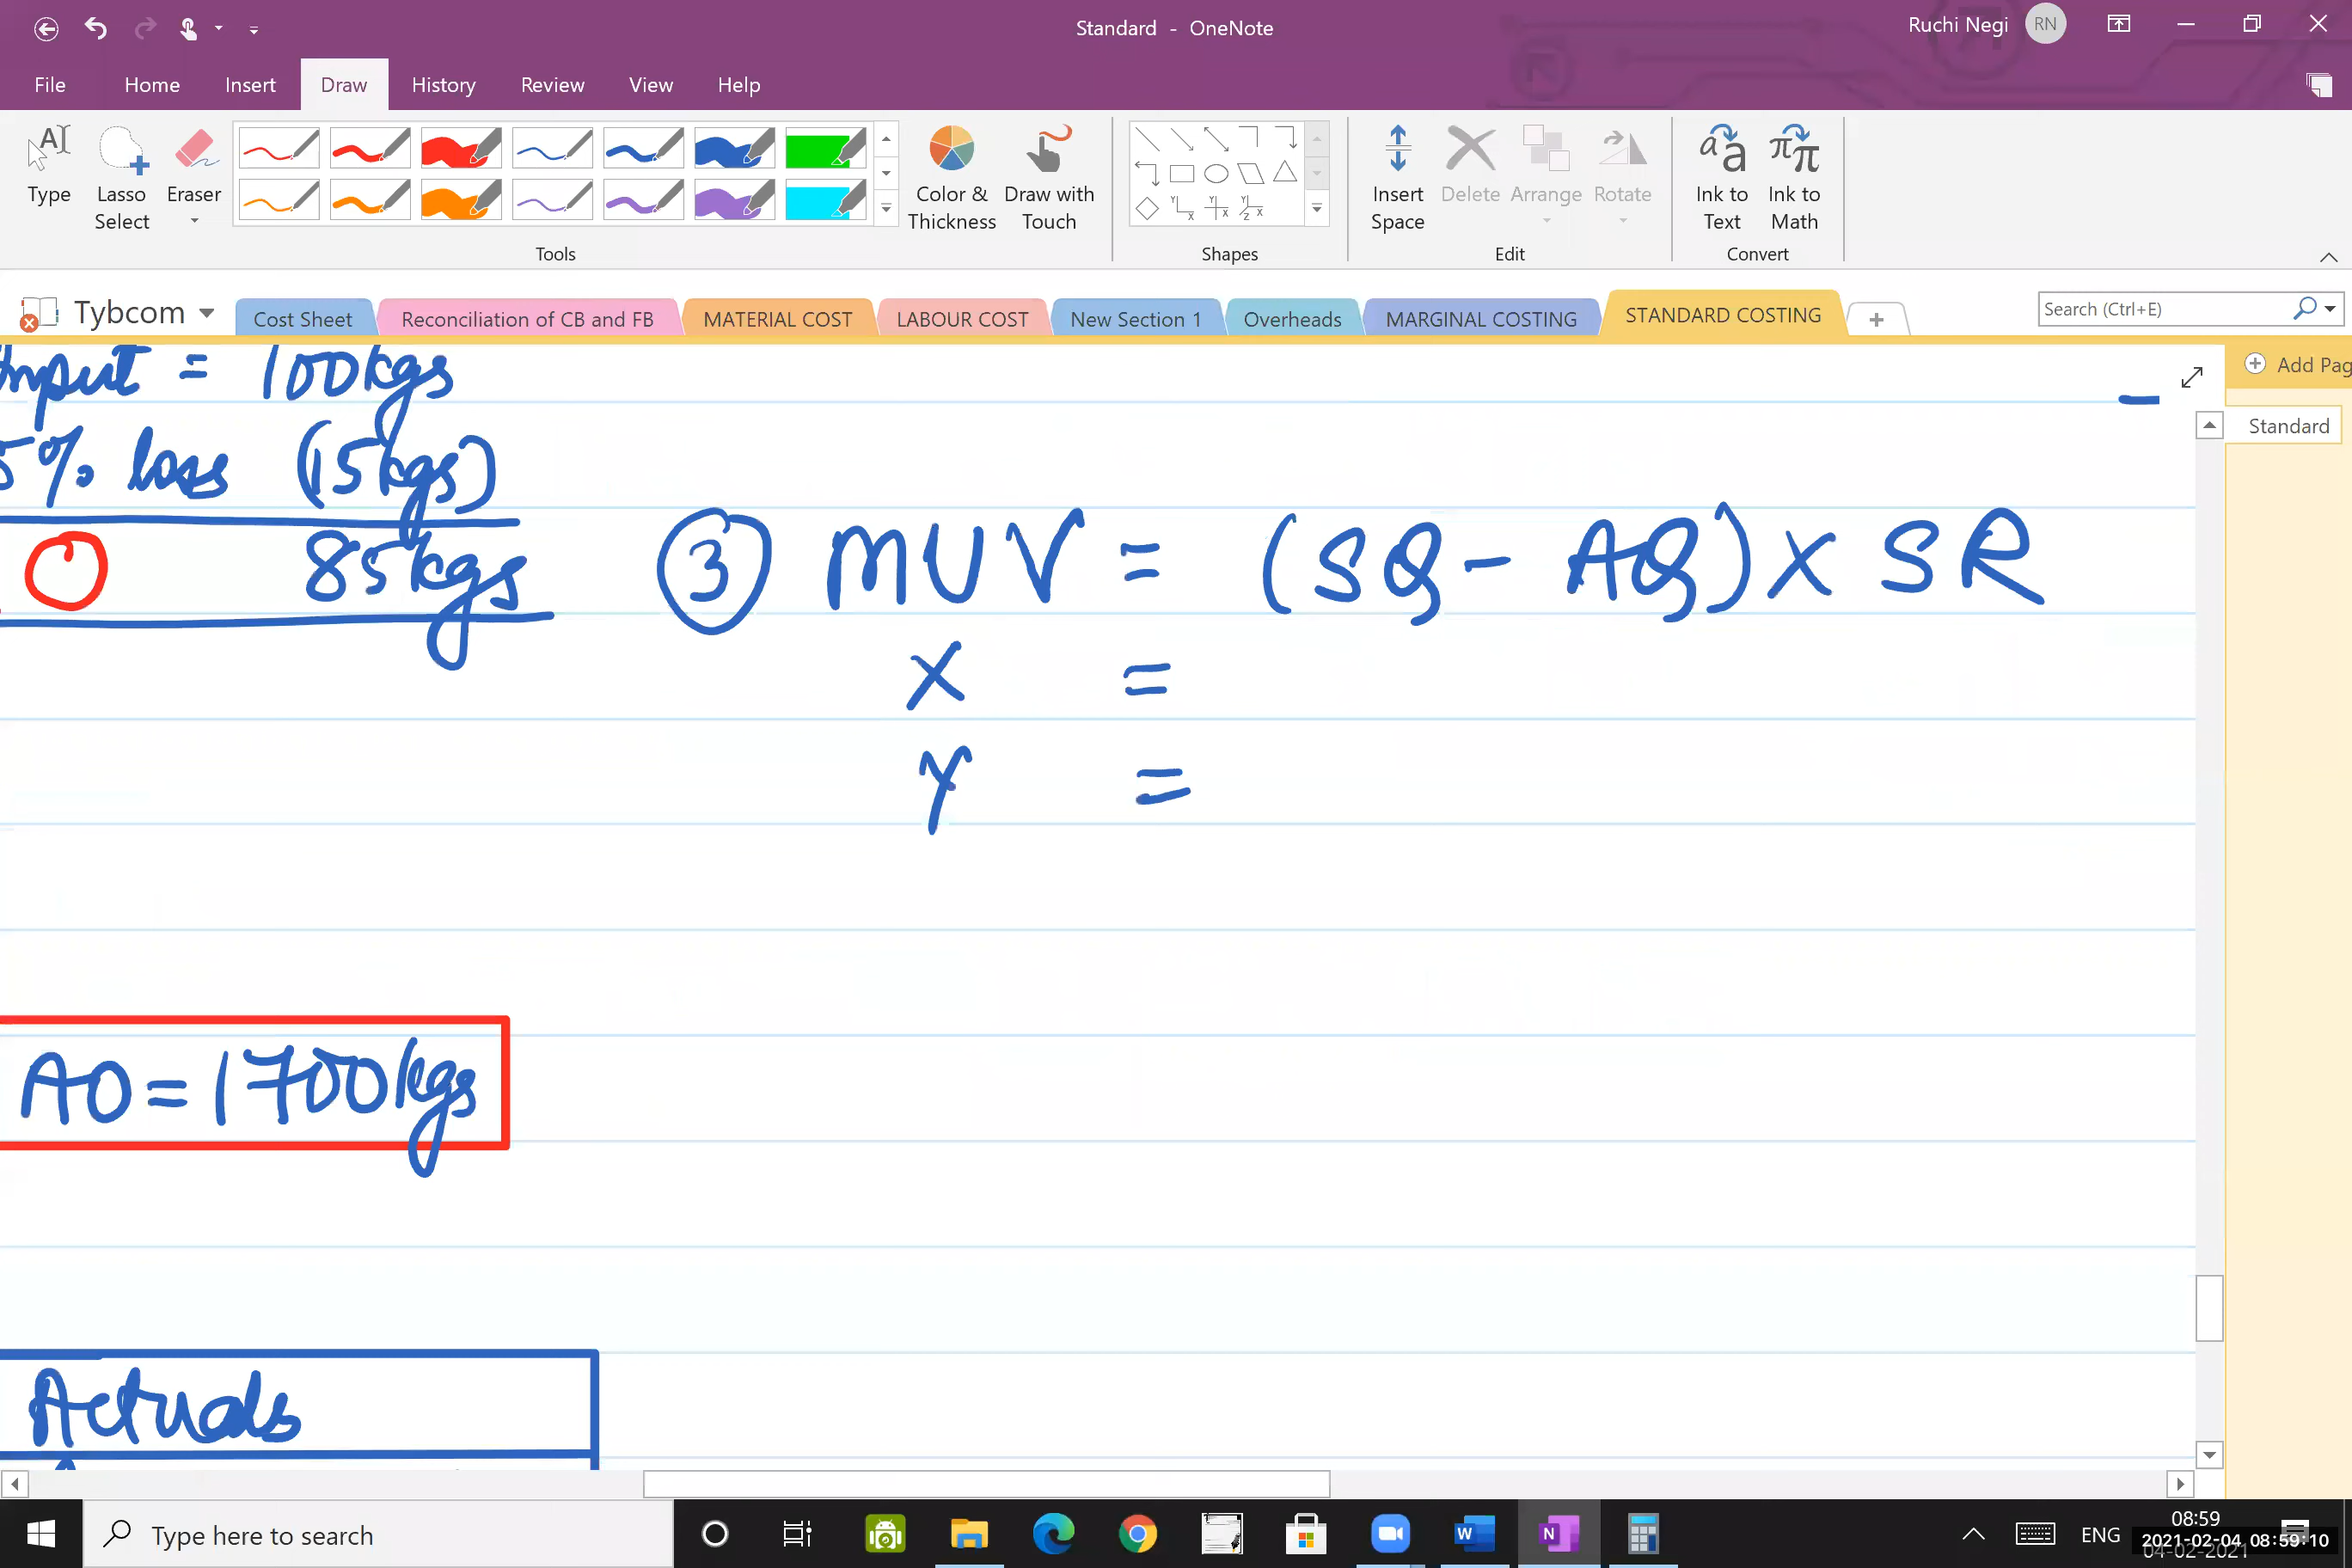 Standard - OneNote
Ruchi Negi
RN
File Home Insert Draw History Review View Help
Type
Lasso Select
Eraser
Color & Thickness
Draw with Touch
Insert Space
Delete
Arrange
Rotate
Ink to Text
Ink to Math
Tools
Shapes
Edit
Convert
Tybcom
Cost Sheet
Reconciliation of CB and FB
MATERIAL COST
LABOUR COST
New Section 1
Overheads
MARGINAL COSTING
STANDARD COSTING
Search (Ctrl+E)
Add Pag
Standard
Input = 100kgs
5% loss (15kgs)
O 85kgs
③ MUV = (SQ - AQ) X SR
X =
Y =
AO = 1700kgs
Actuals
Type here to search
ENG
08:59
2021-02-04 08:59:10
04-02-2021